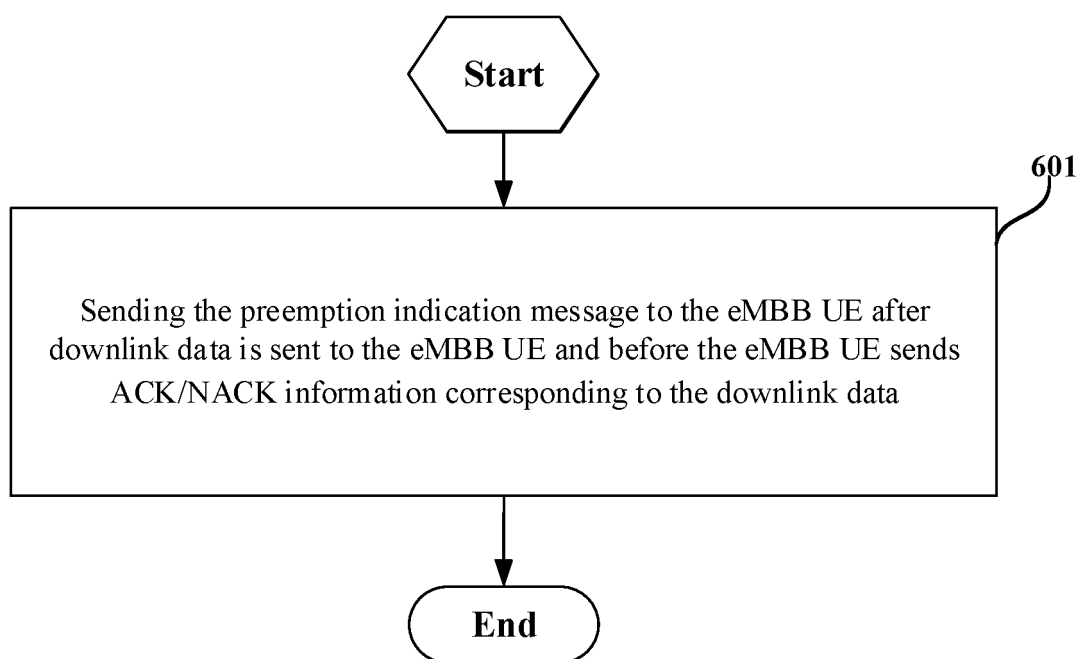 Start
601
Sending the preemption indication message to the eMBB UE after
downlink data is sent to the eMBB UE and before the eMBB UE sends
ACK/NACK information corresponding to the downlink data
End